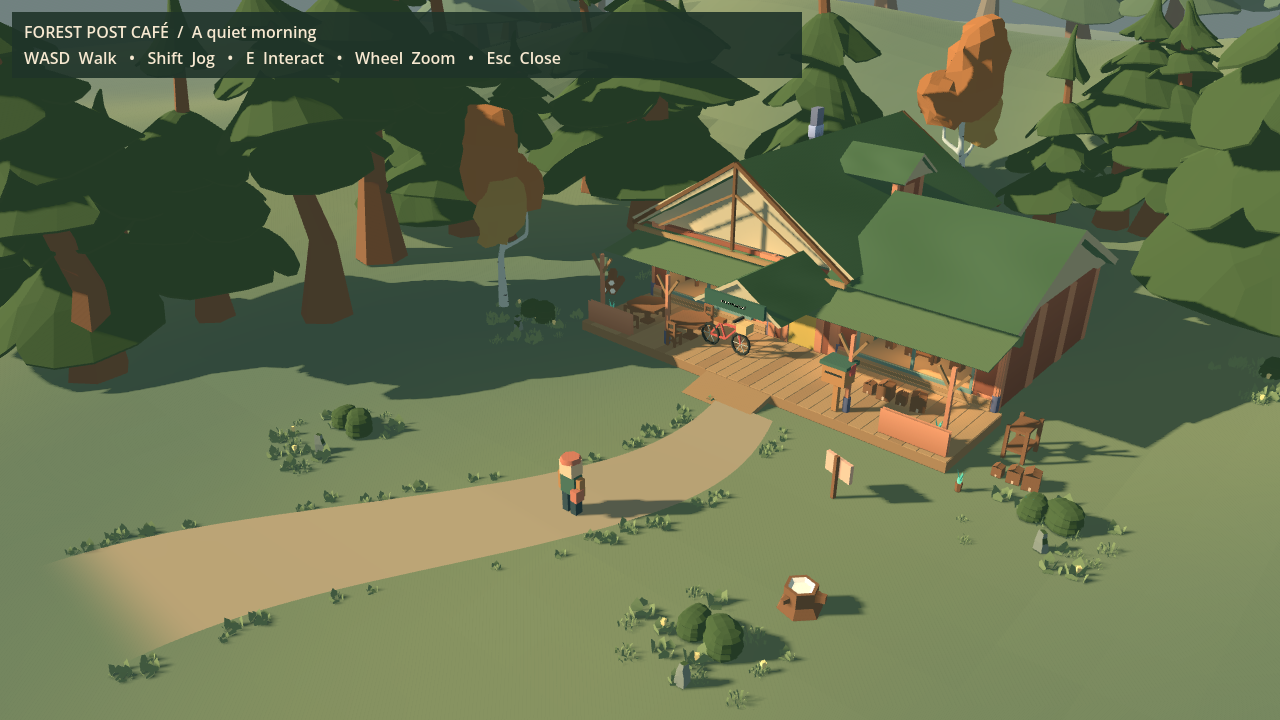 FOREST POST CAFÉ / A quiet morning
WASD Walk • Shift Jog • E Interact • Wheel Zoom • Esc Close